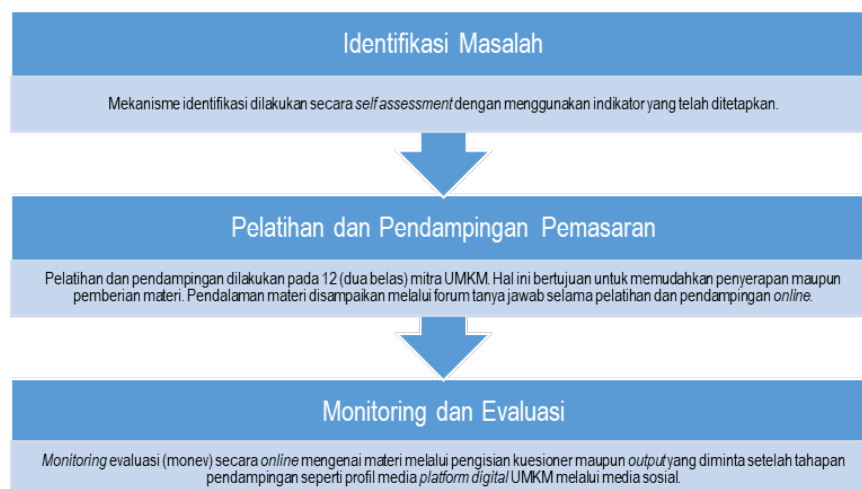 Identifikasi Masalah
Mekanisme identifikasi dilakukan secara self assessment dengan menggunakan indikator yang telah ditetapkan.
Pelatihan dan Pendampingan Pemasaran
Pelatihan dan pendampingan dilakukan pada 12 (dua belas) mitra UMKM. Hal ini bertujuan untuk memudahkan penyerapan maupun
pemberian materi. Pendalaman materi disampaikan melalui forum tanya jawab selama pelatihan dan pendampingan online.
Monitoring dan Evaluasi
Monitoring evaluasi (monev) secara online mengenai materi melalui pengisian kuesioner maupun output yang diminta setelah tahapan
pendampingan seperti profil media platform digital UMKM melalui media sosial.